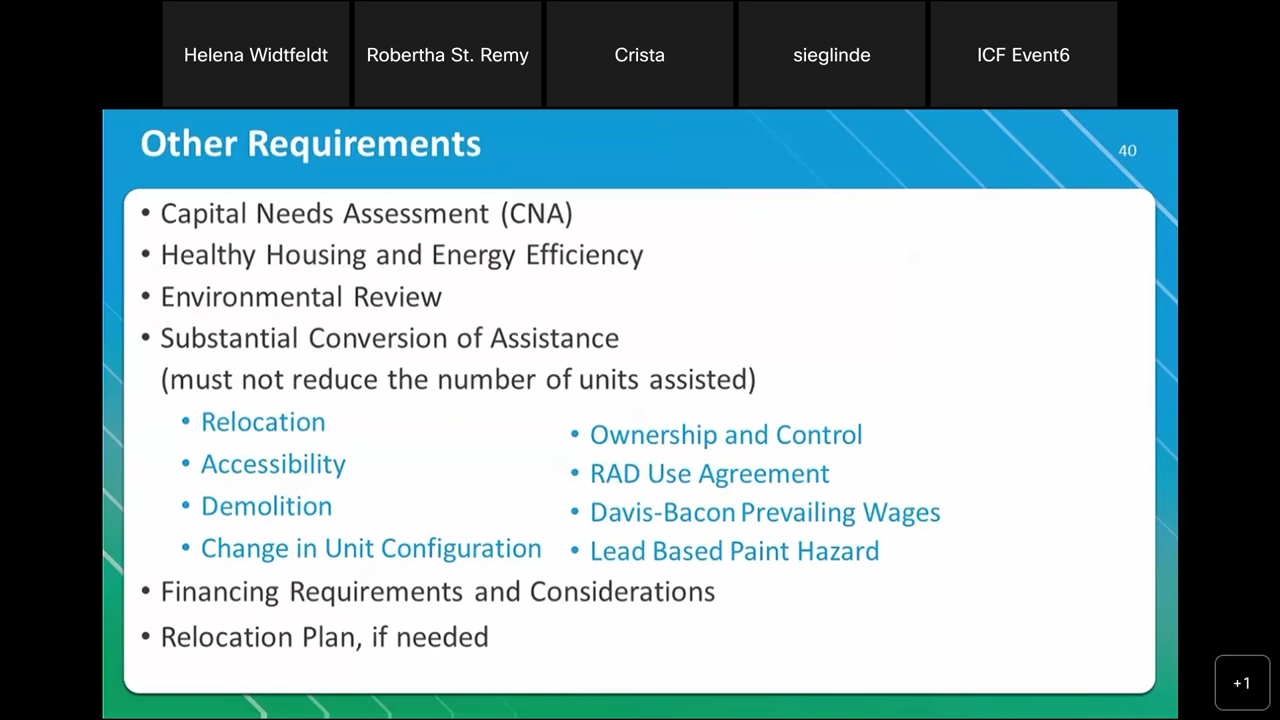 Helena Widtfeldt
Robertha St. Remy
Crista
sieglinde
ICF Event6
Other Requirements
40
• Capital Needs Assessment (CNA)
• Healthy Housing and Energy Efficiency
• Environmental Review
• Substantial Conversion of Assistance
(must not reduce the number of units assisted)
• Relocation
• Accessibility
• Demolition
• Change in Unit Configuration
• Ownership and Control
• RAD Use Agreement
• Davis-Bacon Prevailing Wages
• Lead Based Paint Hazard
• Financing Requirements and Considerations
• Relocation Plan, if needed
+1